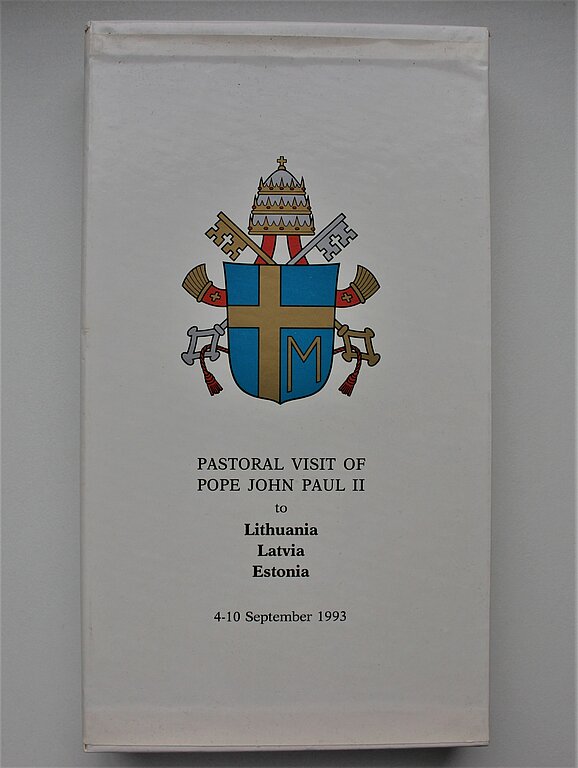 M
PASTORAL VISIT OF
POPE JOHN PAUL II
to
Lithuania
Latvia
Estonia
4-10 September 1993